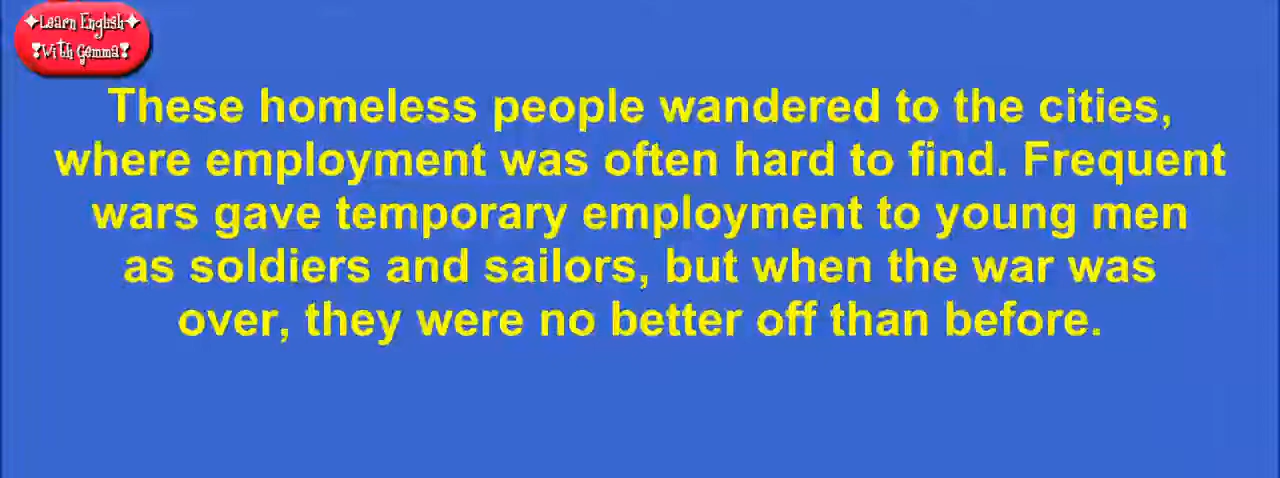 ✦Learn English✦
❣With Gemma❣
These homeless people wandered to the cities,
where employment was often hard to find. Frequent
wars gave temporary employment to young men
as soldiers and sailors, but when the war was
over, they were no better off than before.